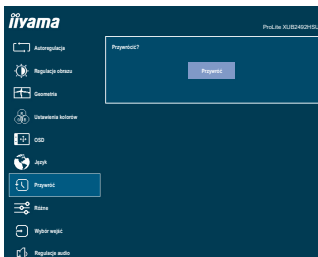 iiyama
ProLite XUB2492HSU
Autoregulacja
Przywrócić?
Regulacje obrazu
Przywróć
Geometria
Ustawienia kolorów
OSD
Język
Przywróć
Różne
Wybór wejść
Regulacje audio